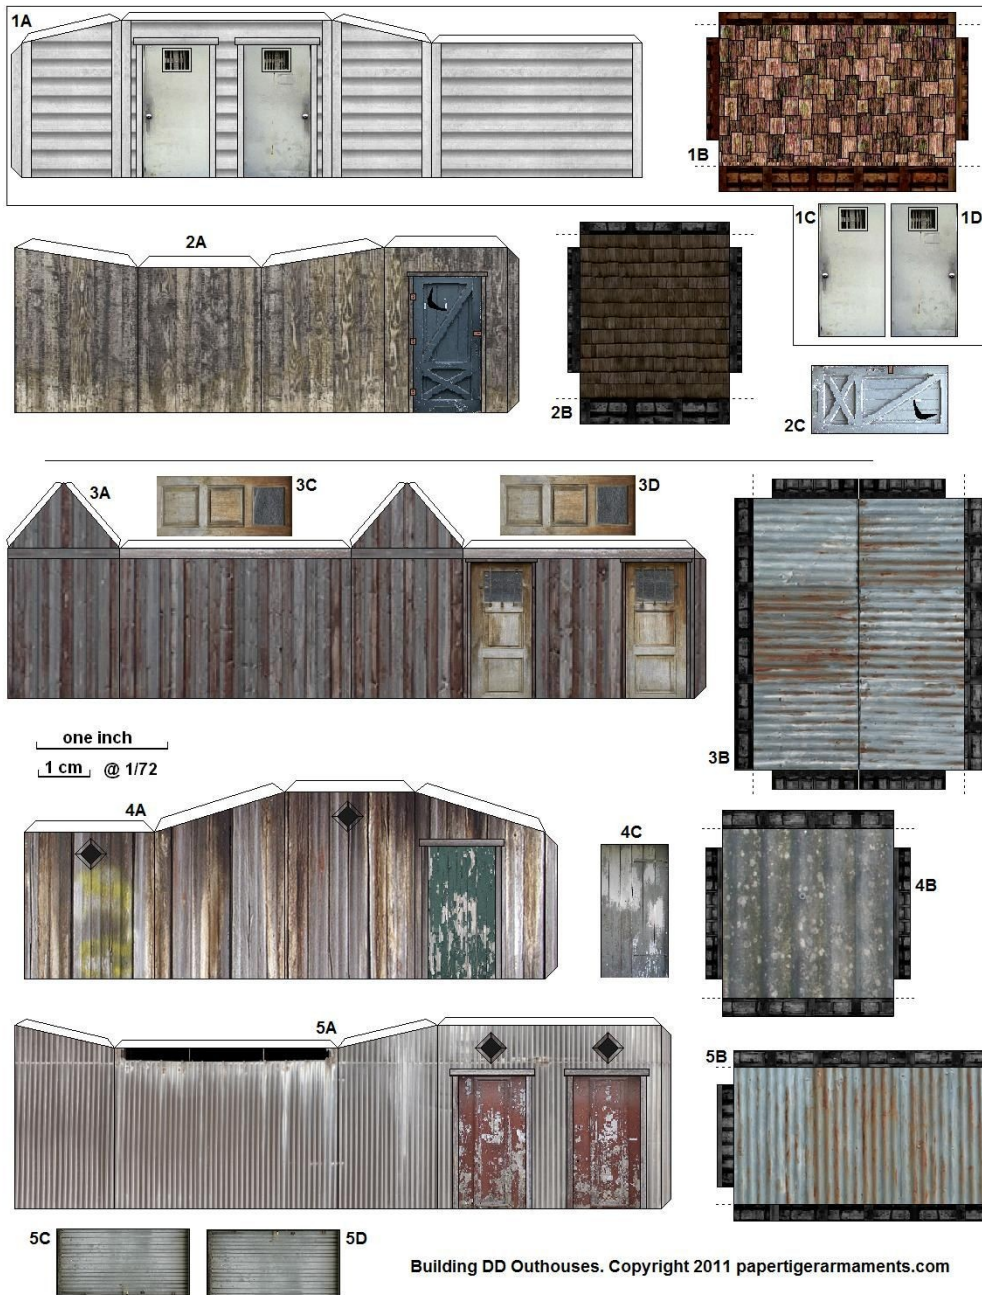 1A
1B
1C
1D
2A
2B
2C
3A
3C
3D
3B
one inch
1 cm @ 1/72
4A
4C
4B
5A
5B
5C
5D
Building DD Outhouses. Copyright 2011 papertigerarmaments.com